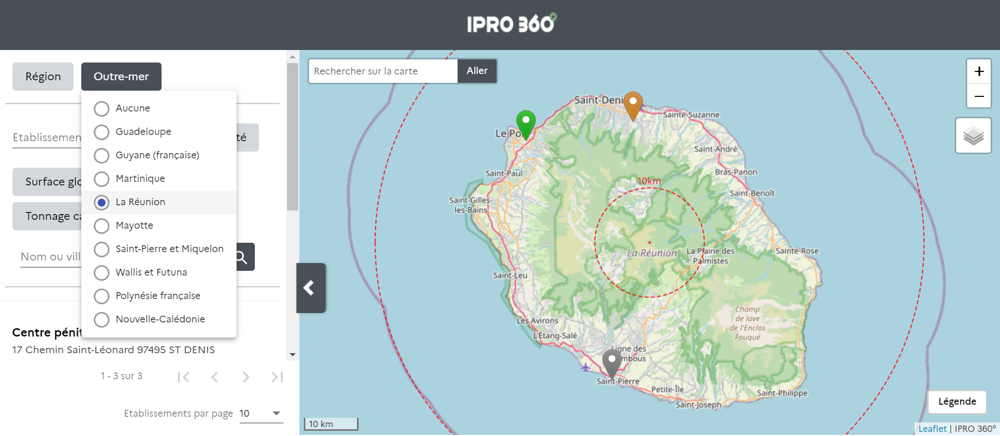 IPRO 360°
Région
Outre-mer
Aucune
Guadeloupe
Guyane (française)
Martinique
La Réunion
Mayotte
Saint-Pierre et Miquelon
Wallis et Futuna
Polynésie française
Nouvelle-Calédonie
Etablissemen
té
Surface glo
Tonnage ca
Nom ou vill
Centre pénit
17 Chemin Saint-Léonard 97495 ST DENIS
1 - 3 sur 3
Etablissements par page 10
Rechercher sur la carte
Aller
+
−
Saint-Deni
Sainte-Suzanne
Le Por
Saint-André
Saint-Paul
Bras-Panon
10km
Saint-Benoît
Saint-Gilles-
les-Bains
La Réunion
La Plaine des
Palmistes
Sainte-Rose
Saint-Leu
Champ
de lave
de l'Enclos
Fouqué
Les Avirons
L'Étang-Salé
Ligne des
mbous
Saint-Pierre
Petite-Île
Saint-Joseph
Saint-Philippe
Légende
10 km
Leaflet | IPRO 360°